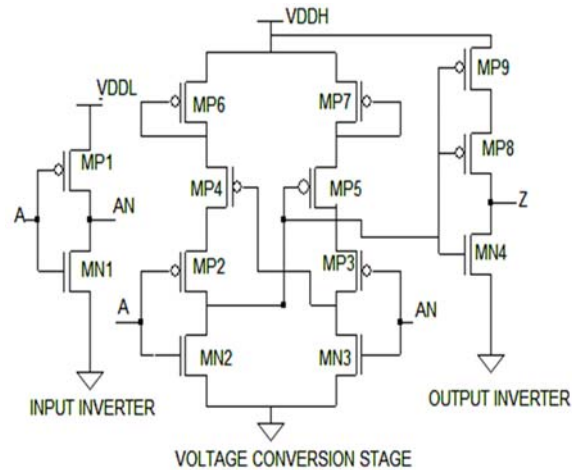 VDDH
VDDL
MP6
MP7
MP9
MP1
MP4
MP5
MP8
A
AN
Z
MP2
MP3
MN1
MN4
A
AN
MN2
MN3
INPUT INVERTER
OUTPUT INVERTER
VOLTAGE CONVERSION STAGE